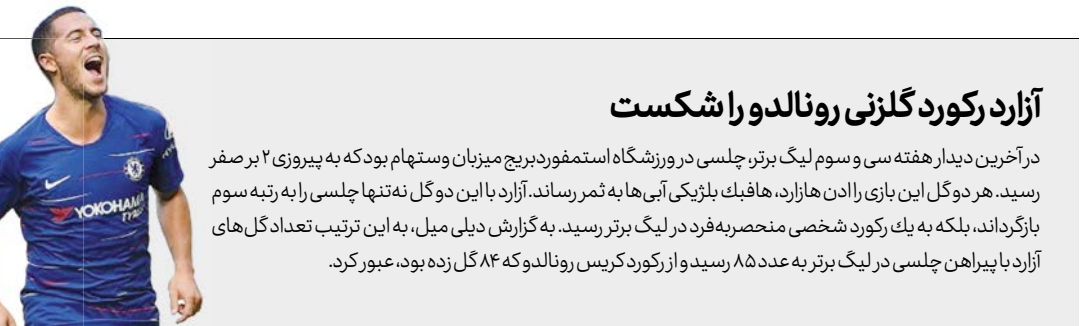 آزارد رکورد گلزنی رونالدو را شکست
در آخرین دیدار هفته سی و سوم لیگ برتر، چلسی در ورزشگاه استمفوردبریج میزبان وستهام بود که به پیروزی ۲ بر صفر
رسید. هر دو گل این بازی را ادن هازارد، هافبك بلژیکی آبی‌ها به ثمر رساند. آزارد با این دو گل نه‌تنها چلسی را به رتبه سوم
بازگرداند، بلکه به یك رکورد شخصی منحصربه‌فرد در لیگ برتر رسید. به گزارش دیلی میل، به این ترتیب تعداد گل‌های
آزارد با پیراهن چلسی در لیگ برتر به عدد ۸۵ رسید و از رکورد کریس رونالدو که ۸۴ گل زده بود، عبور کرد.
YOKOHAMA
TYRES